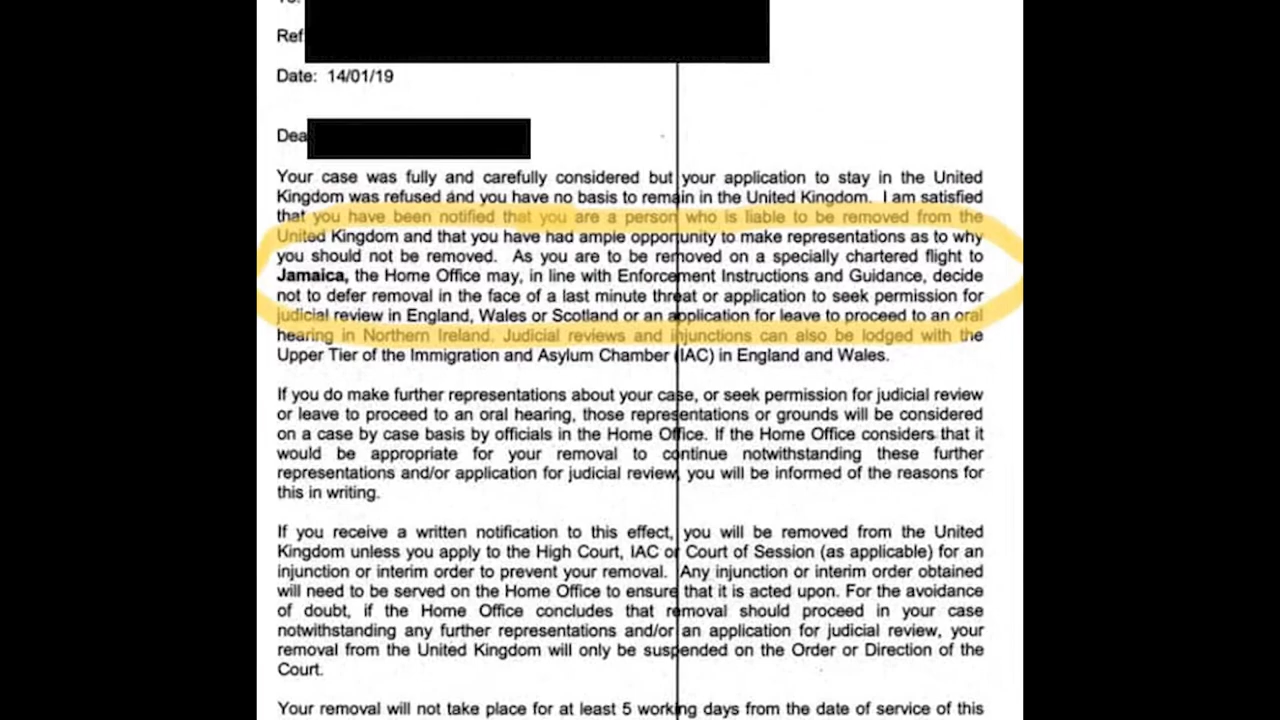 To:
Ref
Date: 14/01/19
Dea
Your case was fully and carefully considered but your application to stay in the United
Kingdom was refused and you have no basis to remain in the United Kingdom. I am satisfied
that you have been notified that you are a person who is liable to be removed from the
United Kingdom and that you have had ample opportunity to make representations as to why
you should not be removed. As you are to be removed on a specially chartered flight to
Jamaica, the Home Office may, in line with Enforcement Instructions and Guidance, decide
not to defer removal in the face of a last minute threat or application to seek permission for
judicial review in England, Wales or Scotland or an application for leave to proceed to an oral
hearing in Northern Ireland. Judicial reviews and injunctions can also be lodged with the
Upper Tier of the Immigration and Asylum Chamber (IAC) in England and Wales.
If you do make further representations about your case, or seek permission for judicial review
or leave to proceed to an oral hearing, those representations or grounds will be considered
on a case by case basis by officials in the Home Office. If the Home Office considers that it
would be appropriate for your removal to continue notwithstanding these further
representations and/or application for judicial review, you will be informed of the reasons for
this in writing.
If you receive a written notification to this effect, you will be removed from the United
Kingdom unless you apply to the High Court, IAC or Court of Session (as applicable) for an
injunction or interim order to prevent your removal. Any injunction or interim order obtained
will need to be served on the Home Office to ensure that it is acted upon. For the avoidance
of doubt, if the Home Office concludes that removal should proceed in your case
notwithstanding any further representations and/or an application for judicial review, your
removal from the United Kingdom will only be suspended on the Order or Direction of the
Court.
Your removal will not take place for at least 5 working days from the date of service of this